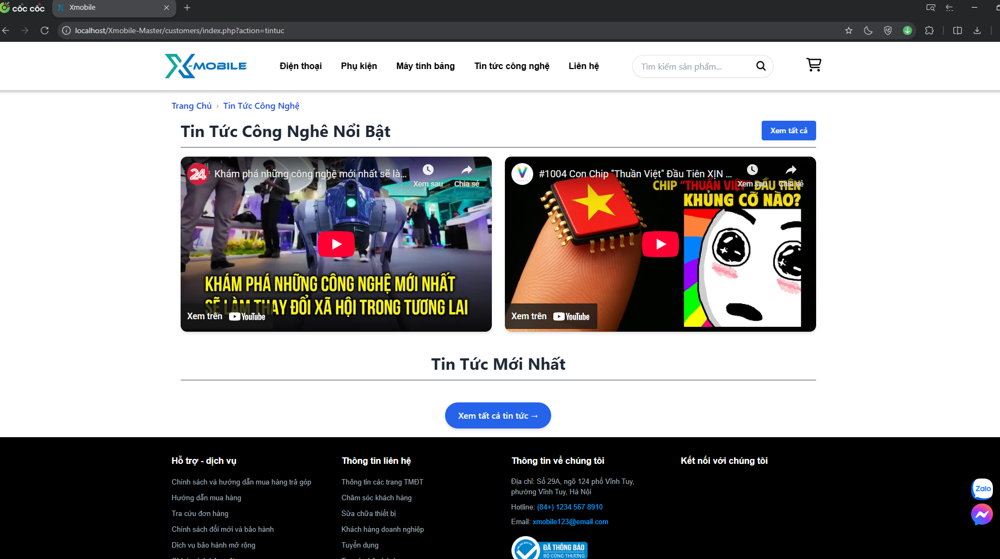 cốc cốc
Xmobile
localhost/Xmobile-Master/customers/index.php?action=tintuc
X-MOBILE
Điện thoại
Phụ kiện
Máy tính bảng
Tin tức công nghệ
Liên hệ
Tìm kiếm sản phẩm...
Trang Chủ › Tin Tức Công Nghệ
Tin Tức Công Nghê Nổi Bật
Xem tất cả
24
Khám phá những công nghệ mới nhất sẽ là...
Xem sau
Chia sẻ
KHÁM PHÁ NHỮNG CÔNG NGHỆ MỚI NHẤT
SẼ LÀM THAY ĐỔI XÃ HỘI TRONG TƯƠNG LAI
Xem trên YouTube
#1004 Con Chip "Thuần Việt" Đầu Tiên XỊN ...
Xem sau
Chia sẻ
CHIP "THUẦN VIỆT" ĐẦU TIÊN
KHỦNG CỠ NÀO?
Xem trên YouTube
Tin Tức Mới Nhất
Xem tất cả tin tức →
Hỗ trợ - dịch vụ
Chính sách và hướng dẫn mua hàng trả góp
Hướng dẫn mua hàng
Tra cứu đơn hàng
Chính sách đổi mới và bảo hành
Dịch vụ bảo hành mở rộng
Thông tin liên hệ
Thông tin các trang TMĐT
Chăm sóc khách hàng
Sửa chữa thiết bị
Khách hàng doanh nghiệp
Tuyển dụng
Thông tin về chúng tôi
Địa chỉ: Số 29A, ngõ 124 phố Vĩnh Tuy,
phường Vĩnh Tuy, Hà Nội
Hotline: (84+) 1234 567 8910
Email: xmobile123@email.com
ĐÃ THÔNG BÁO
BỘ CÔNG THƯƠNG
Kết nối với chúng tôi
Zalo